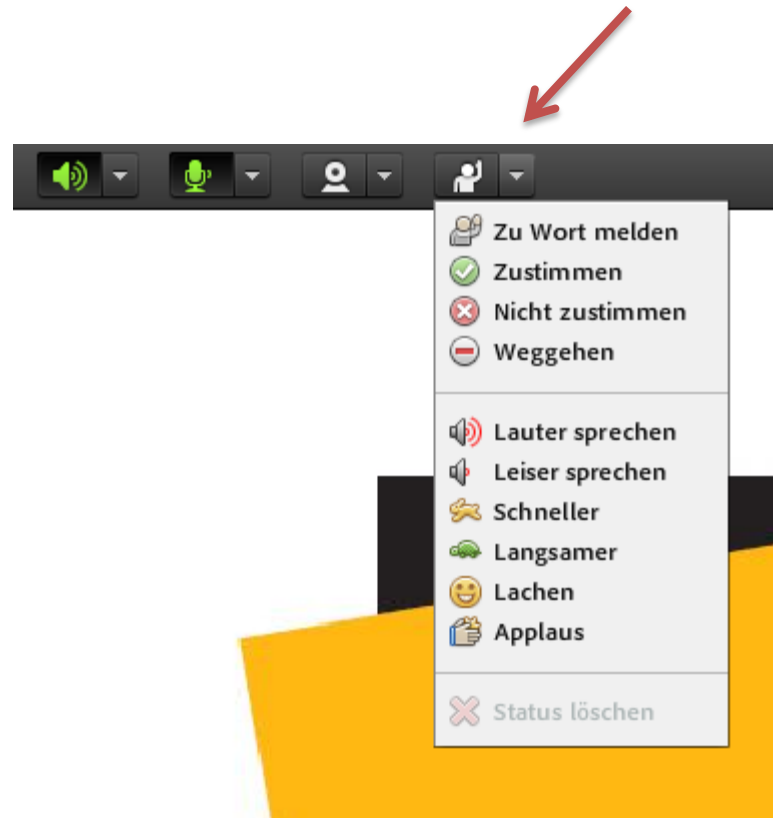 Zu Wort melden
Zustimmen
Nicht zustimmen
Weggehen
Lauter sprechen
Leiser sprechen
Schneller
Langsamer
Lachen
Applaus
Status löschen